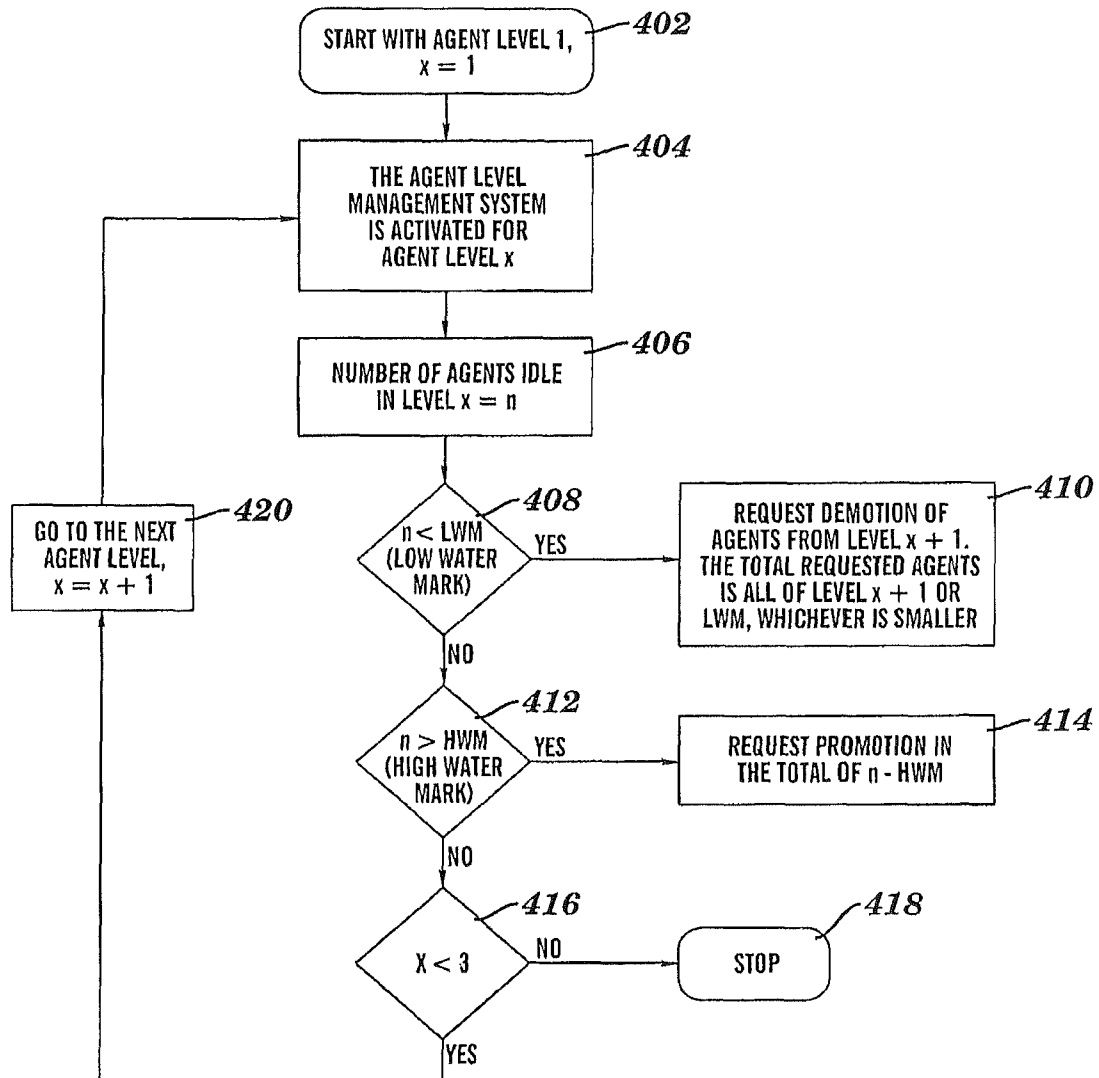 START WITH AGENT LEVEL 1,
x = 1
402
THE AGENT LEVEL
MANAGEMENT SYSTEM
IS ACTIVATED FOR
AGENT LEVEL x
404
NUMBER OF AGENTS IDLE
IN LEVEL x = n
406
n < LWM
(LOW WATER
MARK)
408
YES
REQUEST DEMOTION OF
AGENTS FROM LEVEL x + 1.
THE TOTAL REQUESTED AGENTS
IS ALL OF LEVEL x + 1 OR
LWM, WHICHEVER IS SMALLER
410
GO TO THE NEXT
AGENT LEVEL,
x = x + 1
420
NO
n > HWM
(HIGH WATER
MARK)
412
YES
REQUEST PROMOTION IN
THE TOTAL OF n - HWM
414
NO
X < 3
416
NO
STOP
418
YES